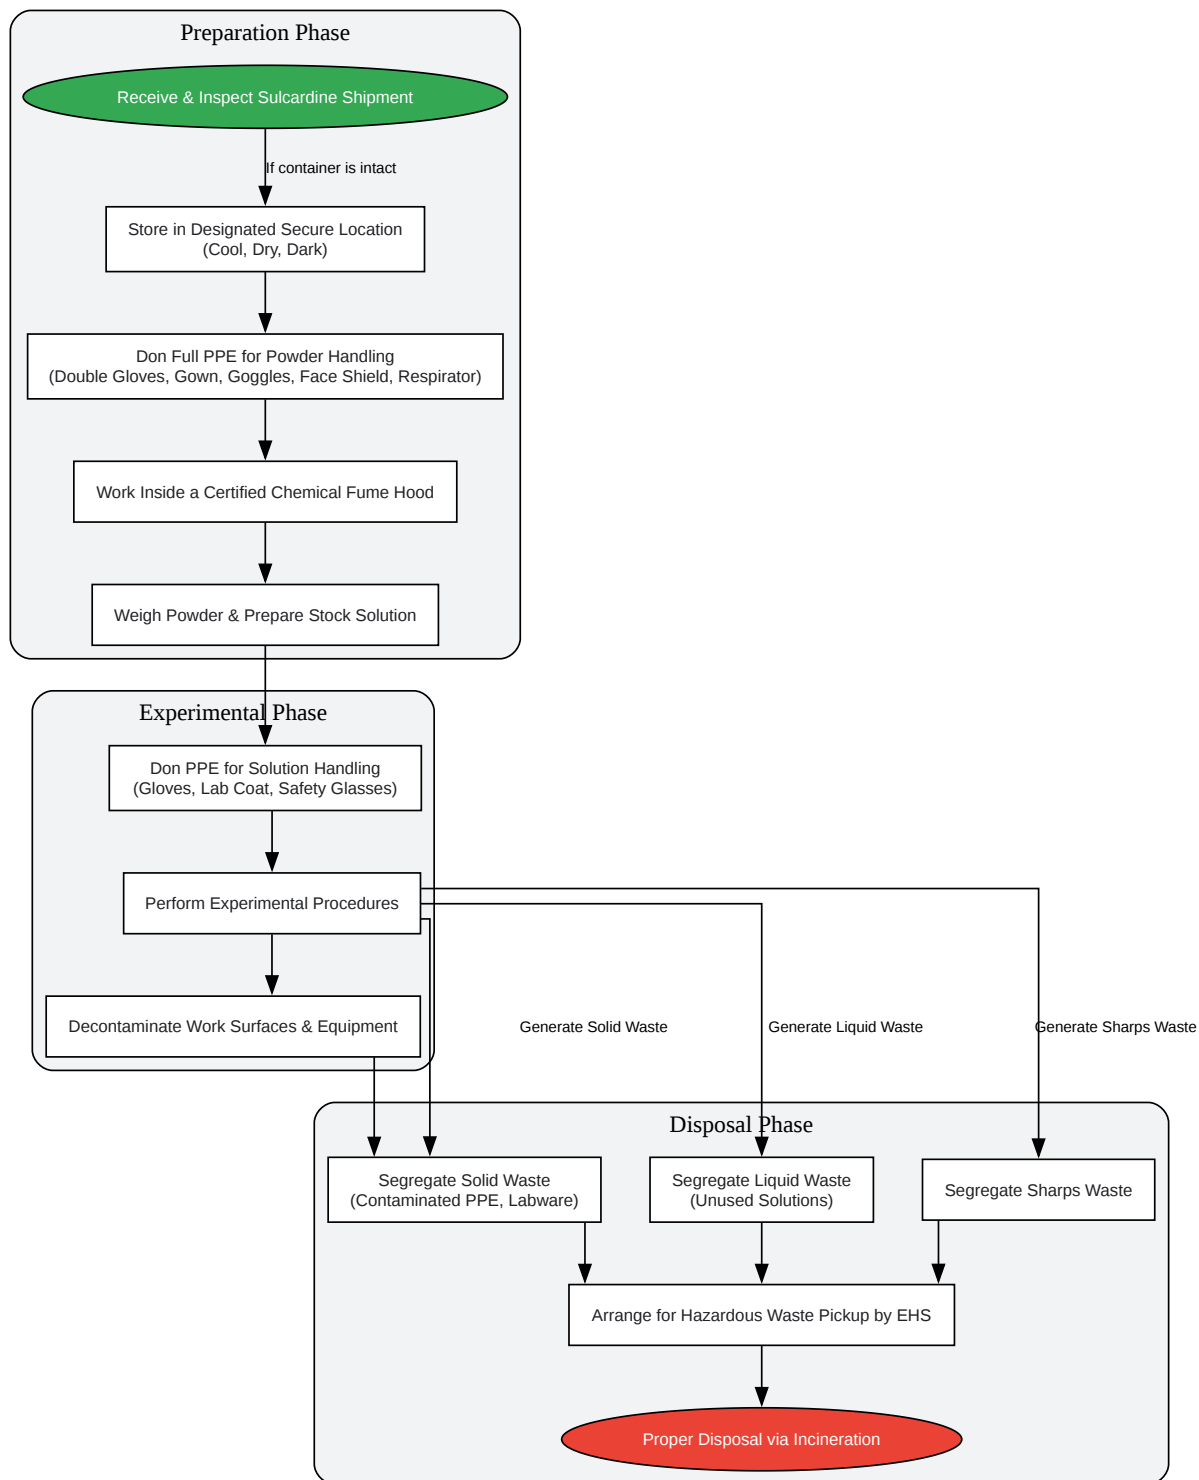 Preparation Phase
Receive & Inspect Sulcardine Shipment
If container is intact
Store in Designated Secure Location
(Cool, Dry, Dark)
Don Full PPE for Powder Handling
(Double Gloves, Gown, Goggles, Face Shield, Respirator)
Work Inside a Certified Chemical Fume Hood
Weigh Powder & Prepare Stock Solution
Experimental Phase
Don PPE for Solution Handling
(Gloves, Lab Coat, Safety Glasses)
Perform Experimental Procedures
Decontaminate Work Surfaces & Equipment
Generate Solid Waste
Generate Liquid Waste
Generate Sharps Waste
Disposal Phase
Segregate Solid Waste
(Contaminated PPE, Labware)
Segregate Liquid Waste
(Unused Solutions)
Segregate Sharps Waste
Arrange for Hazardous Waste Pickup by EHS
Proper Disposal via Incineration